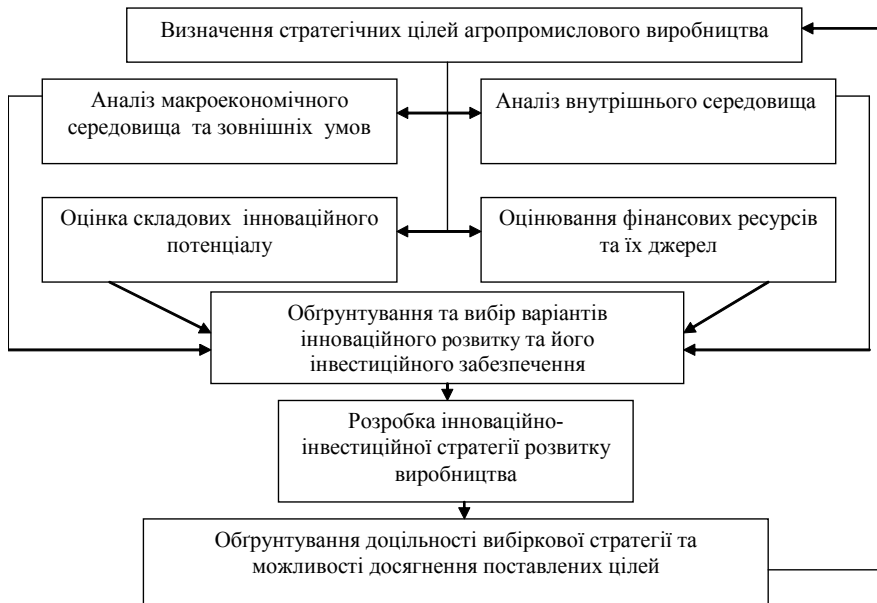 Визначення стратегічних цілей агропромислового виробництва
Аналіз макроекономічного
середовища та зовнішніх умов
Аналіз внутрішнього середовища
Оцінка складових інноваційного
потенціалу
Оцінювання фінансових ресурсів
та їх джерел
Обґрунтування та вибір варіантів
інноваційного розвитку та його
інвестиційного забезпечення
Розробка інноваційно-
інвестиційної стратегії розвитку
виробництва
Обґрунтування доцільності вибіркової стратегії та
можливості досягнення поставлених цілей